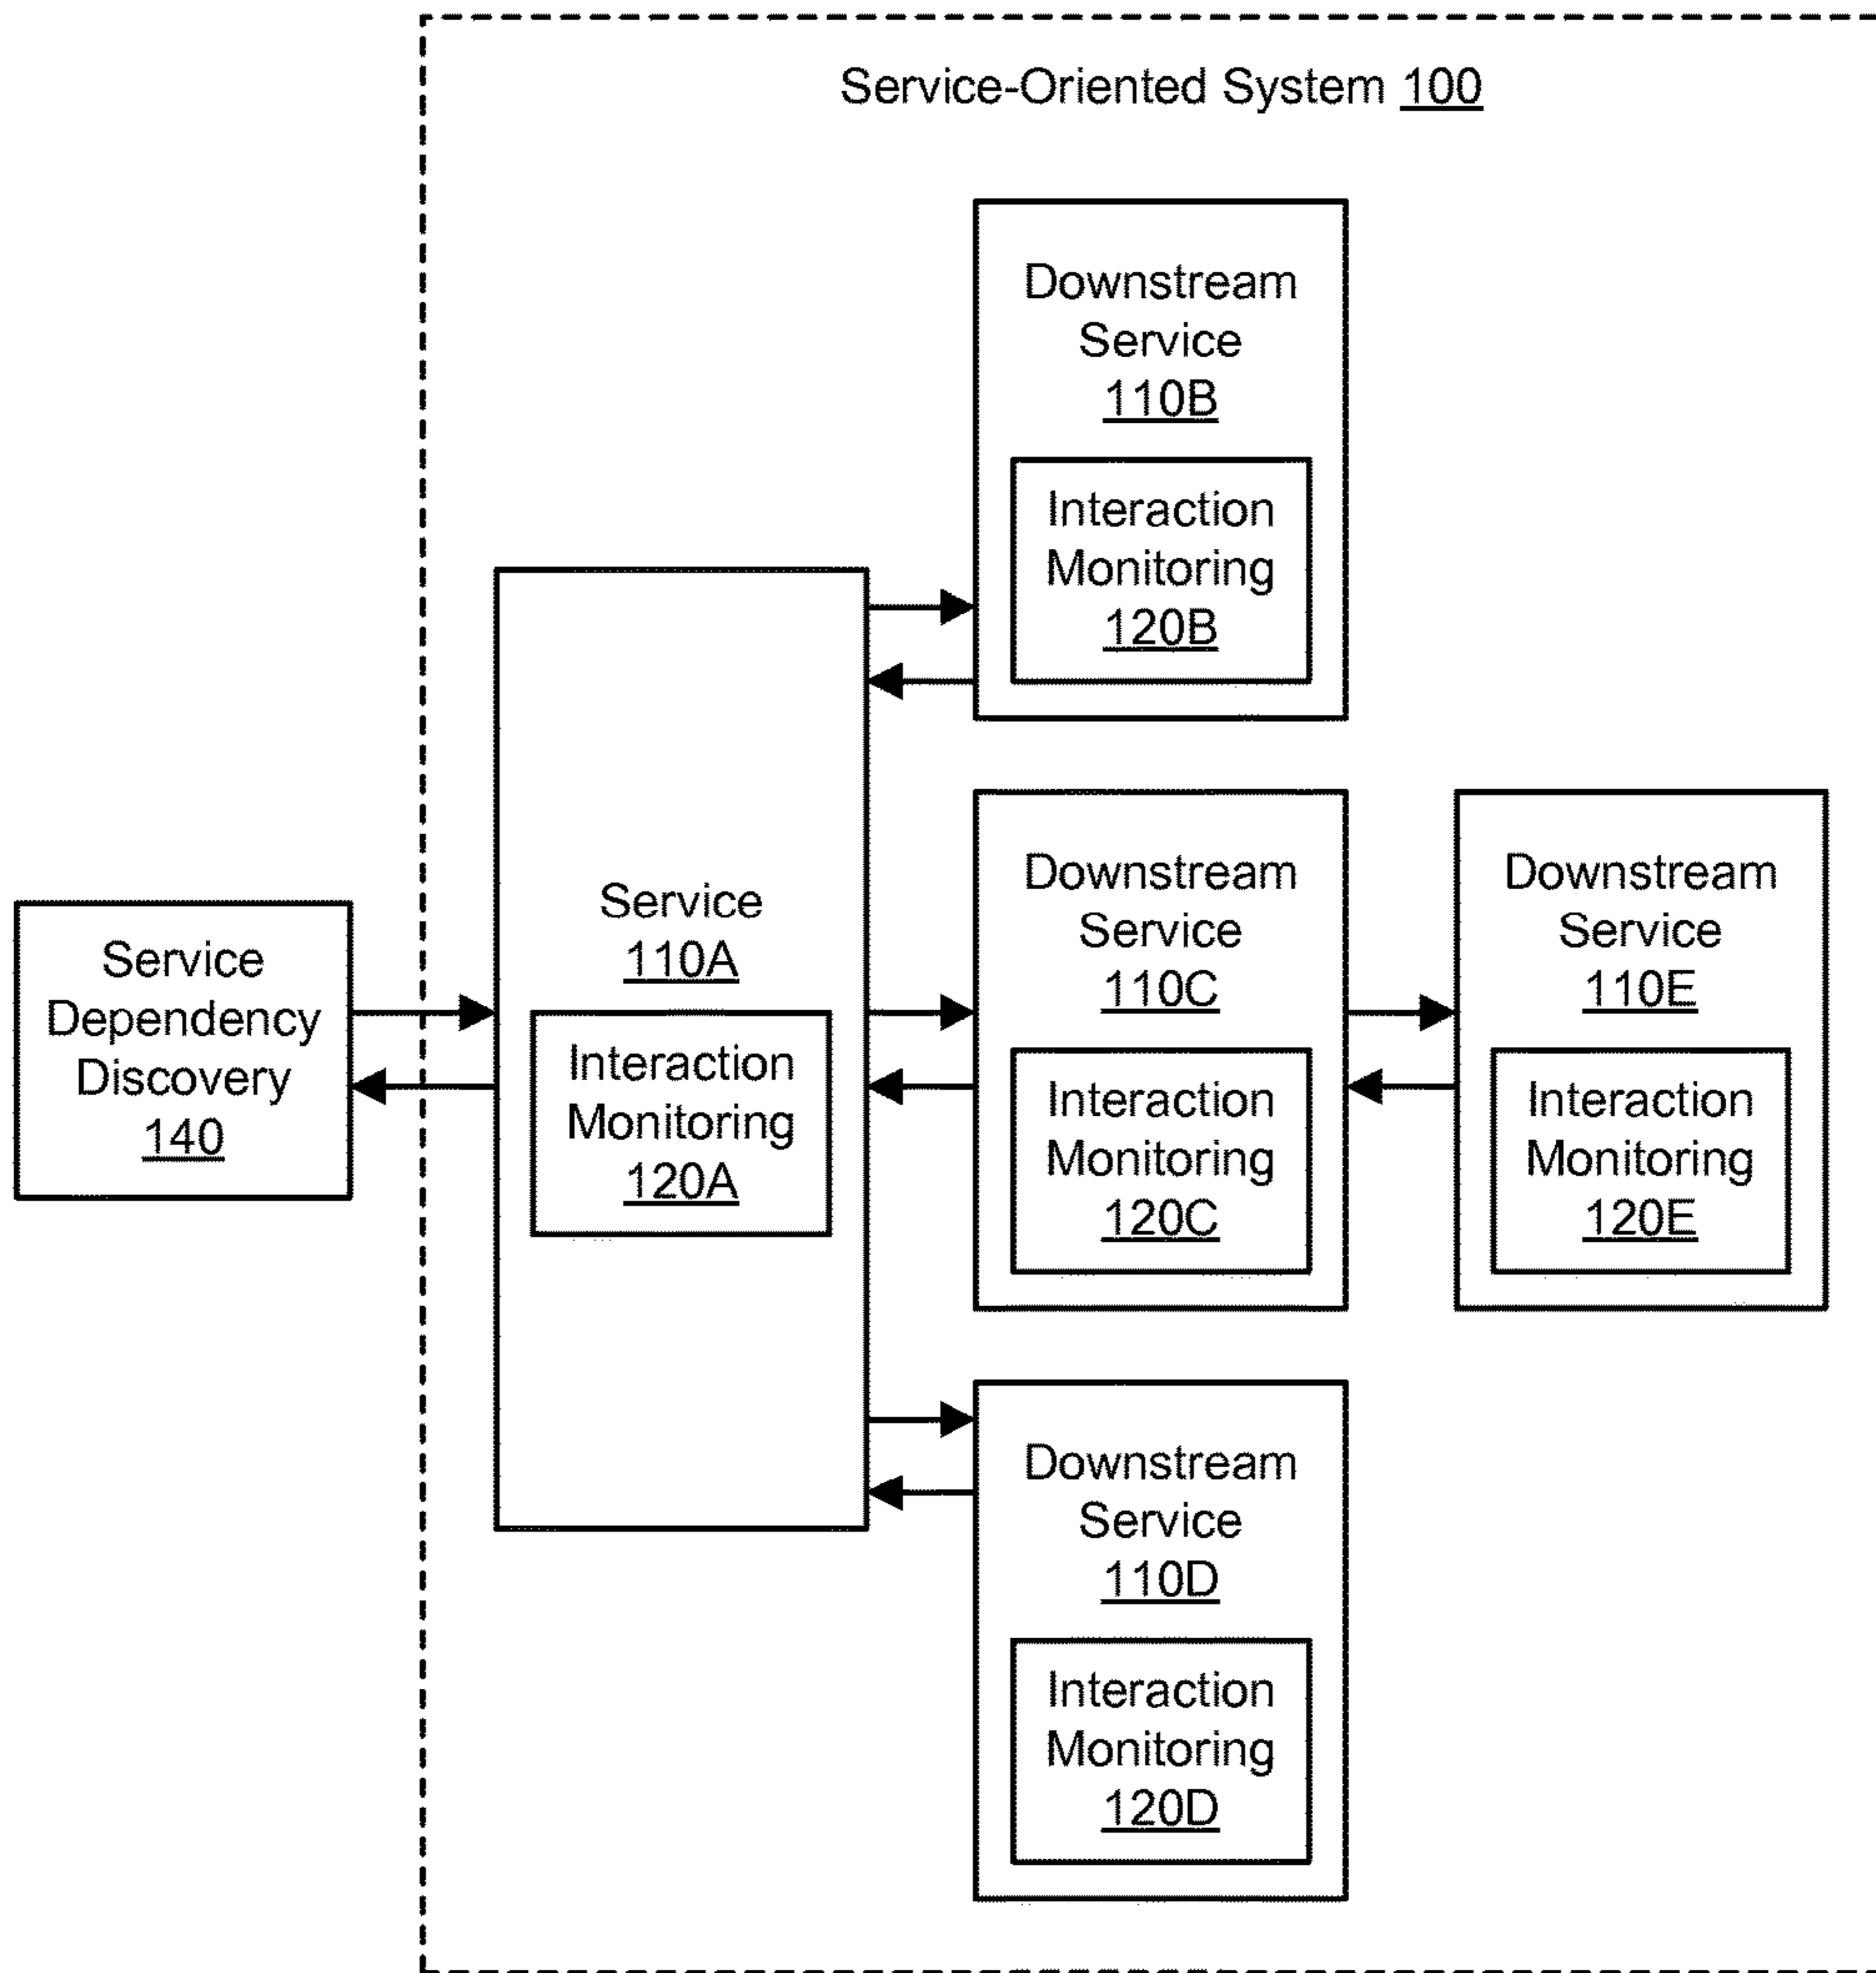 Service-Oriented System 100
Downstream
Service
110B
Interaction
Monitoring
120B
Service
110A
Interaction
Monitoring
120A
Service
Dependency
Discovery
140
Downstream
Service
110C
Interaction
Monitoring
120C
Downstream
Service
110E
Interaction
Monitoring
120E
Downstream
Service
110D
Interaction
Monitoring
120D